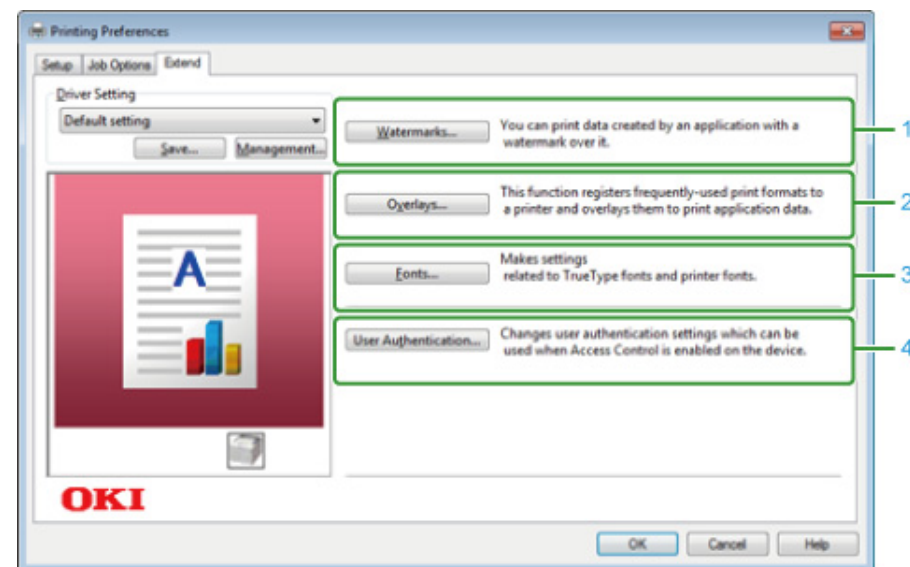 Printing Preferences
Setup Job Options Extend
Driver Setting
Default setting
Save... Management...
Watermarks...
You can print data created by an application with a
watermark over it.
1
Overlays...
This function registers frequently-used print formats to
a printer and overlays them to print application data.
2
Fonts...
Makes settings
related to TrueType fonts and printer fonts.
3
User Authentication...
Changes user authentication settings which can be
used when Access Control is enabled on the device.
4
A
OKI
OK Cancel Help